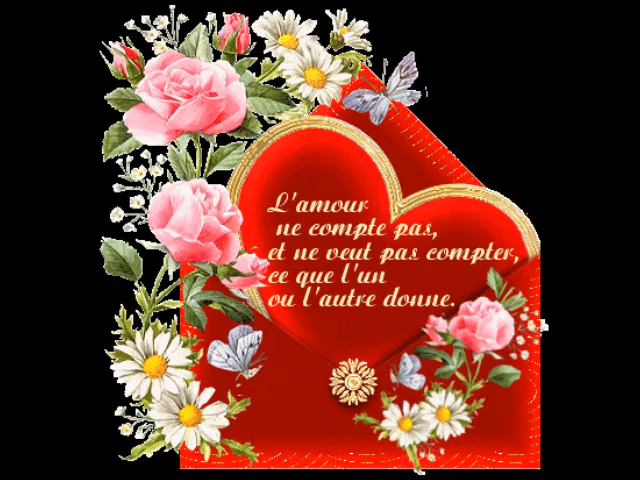 L'amour
ne compte pas,
et ne veut pas compter,
ce que l'un
ou l'autre donne.